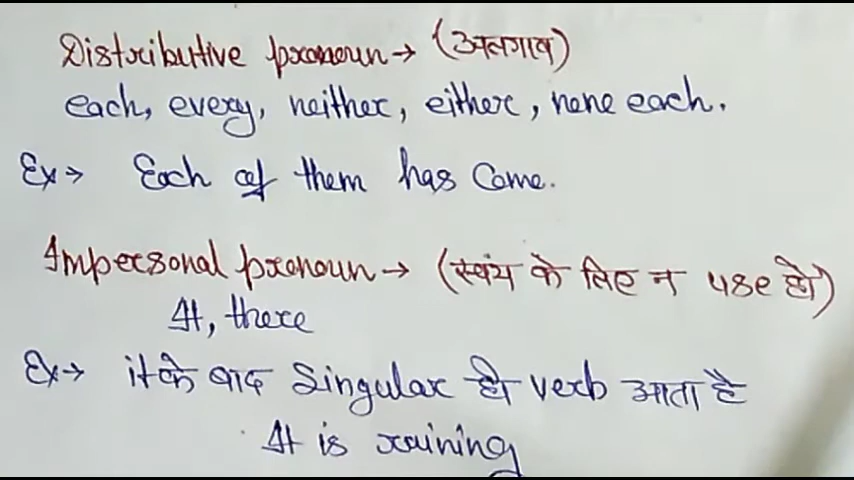 Distributive pronoun → (अलगाव)
each, every, neither, either, none each.
Ex → Each of them has Come.
Impersonal pronoun → (स्वंय के लिए न use हो)
It, there
Ex → it के बाद Singular ही verb आता है
It is raining